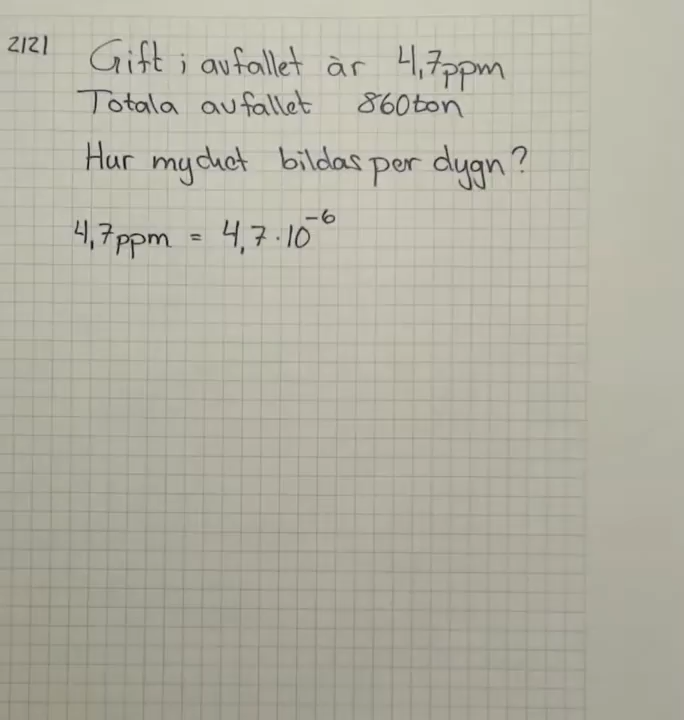 2121
Gift i avfallet är 4,7ppm
Totala avfallet 860ton
Hur mycket bildas per dygn?
4,7ppm = 4,7·10⁻⁶